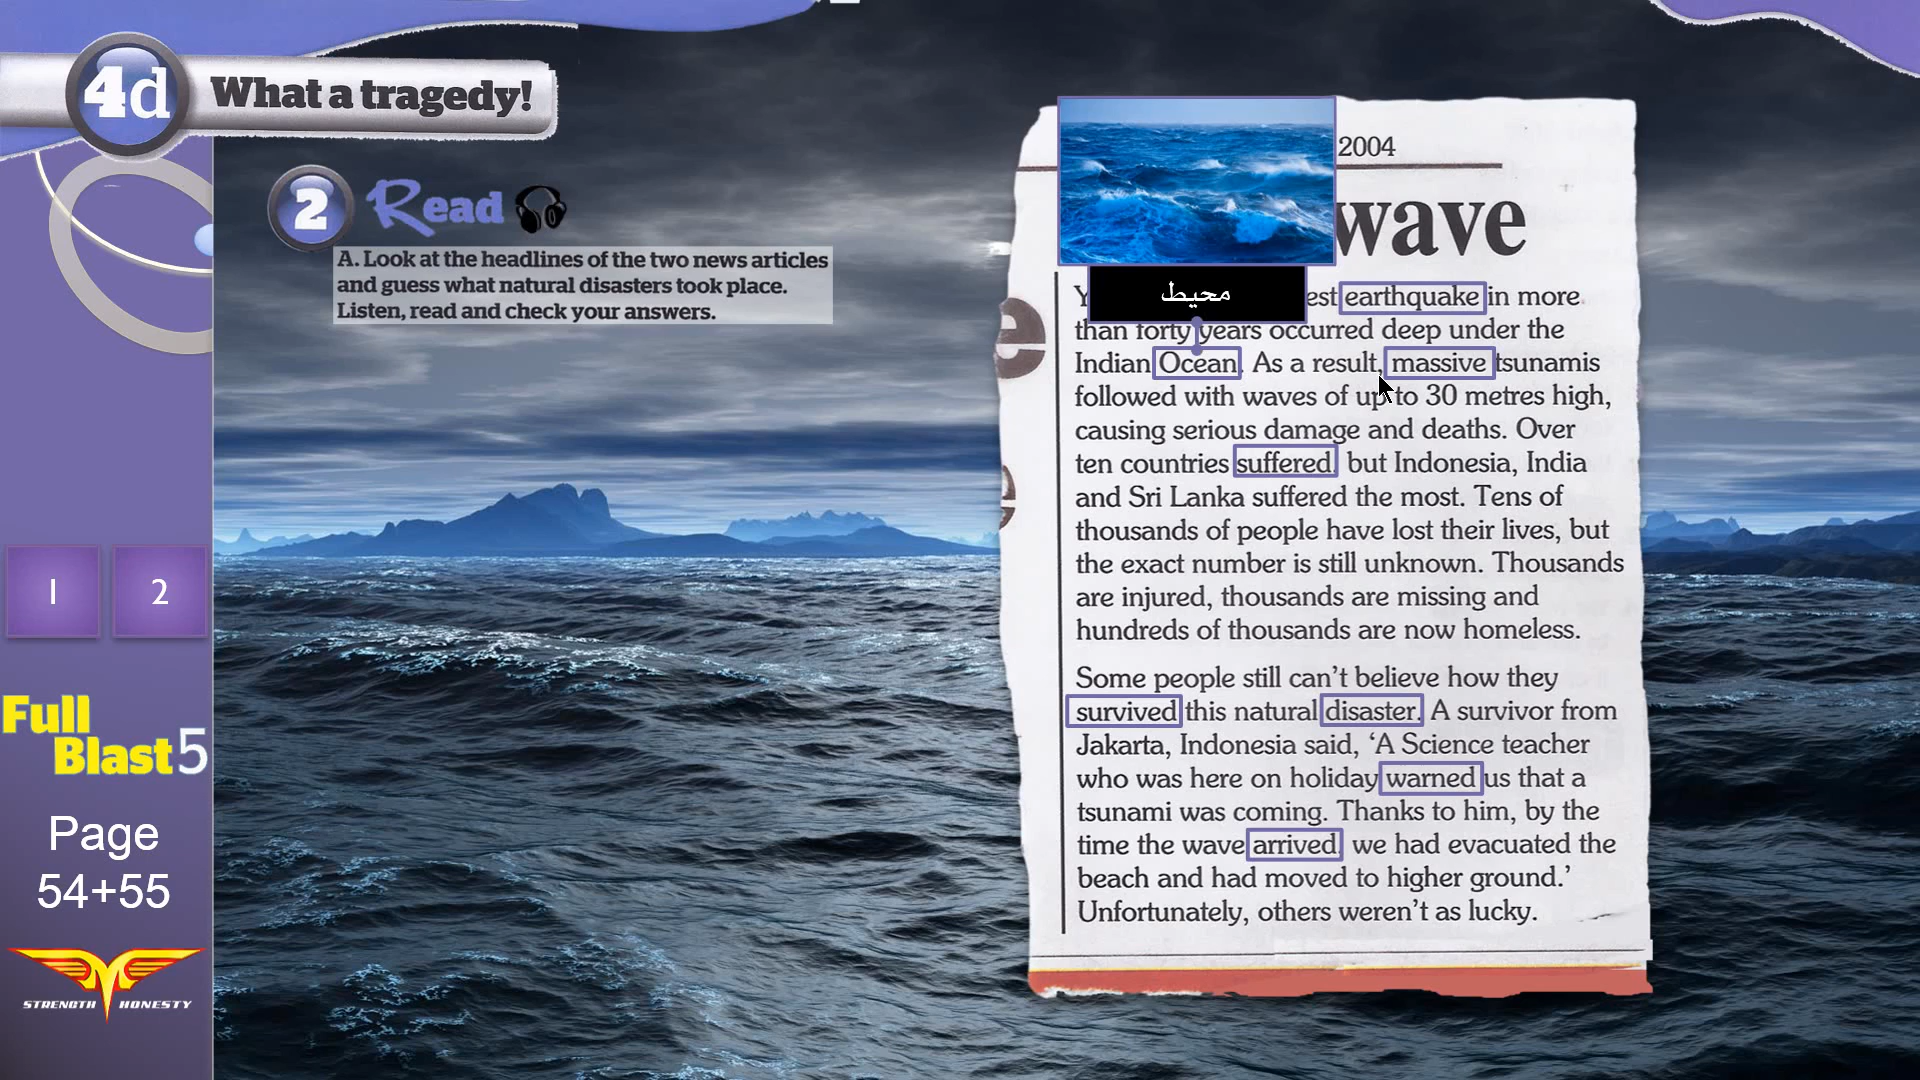 4d
What a tragedy!
2
Read
A. Look at the headlines of the two news articles
and guess what natural disasters took place.
Listen, read and check your answers.
1
2
Full
Blast 5
Page
54+55
STRENGTH HONESTY
2004
wave
محيط
earthquake in more
than forty years occurred deep under the
Indian Ocean. As a result, massive tsunamis
followed with waves of up to 30 metres high,
causing serious damage and deaths. Over
ten countries suffered, but Indonesia, India
and Sri Lanka suffered the most. Tens of
thousands of people have lost their lives, but
the exact number is still unknown. Thousands
are injured, thousands are missing and
hundreds of thousands are now homeless.
Some people still can’t believe how they
survived this natural disaster. A survivor from
Jakarta, Indonesia said, ‘A Science teacher
who was here on holiday warned us that a
tsunami was coming. Thanks to him, by the
time the wave arrived, we had evacuated the
beach and had moved to higher ground.’
Unfortunately, others weren’t as lucky.